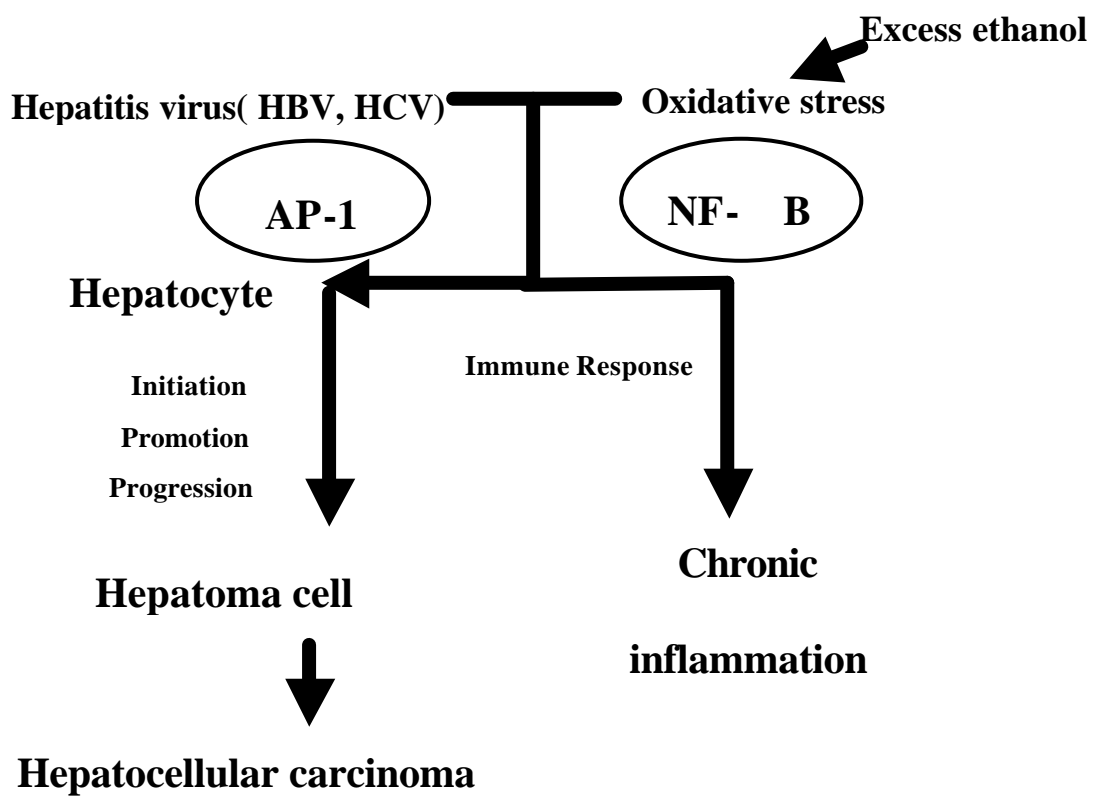 Excess ethanol
Hepatitis virus( HBV, HCV)
Oxidative stress
AP-1
NF- B
Hepatocyte
Immune Response
Initiation
Promotion
Progression
Chronic
inflammation
Hepatoma cell
Hepatocellular carcinoma